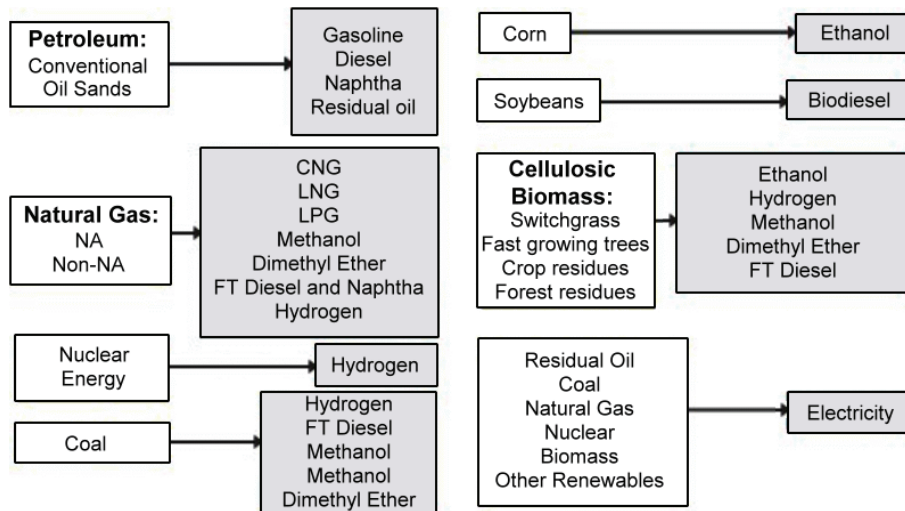 Petroleum:
Conventional
Oil Sands
Gasoline
Diesel
Naphtha
Residual oil
Natural Gas:
NA
Non-NA
CNG
LNG
LPG
Methanol
Dimethyl Ether
FT Diesel and Naphtha
Hydrogen
Nuclear
Energy
Hydrogen
Coal
Hydrogen
FT Diesel
Methanol
Methanol
Dimethyl Ether
Corn
Ethanol
Soybeans
Biodiesel
Cellulosic
Biomass:
Switchgrass
Fast growing trees
Crop residues
Forest residues
Ethanol
Hydrogen
Methanol
Dimethyl Ether
FT Diesel
Residual Oil
Coal
Natural Gas
Nuclear
Biomass
Other Renewables
Electricity